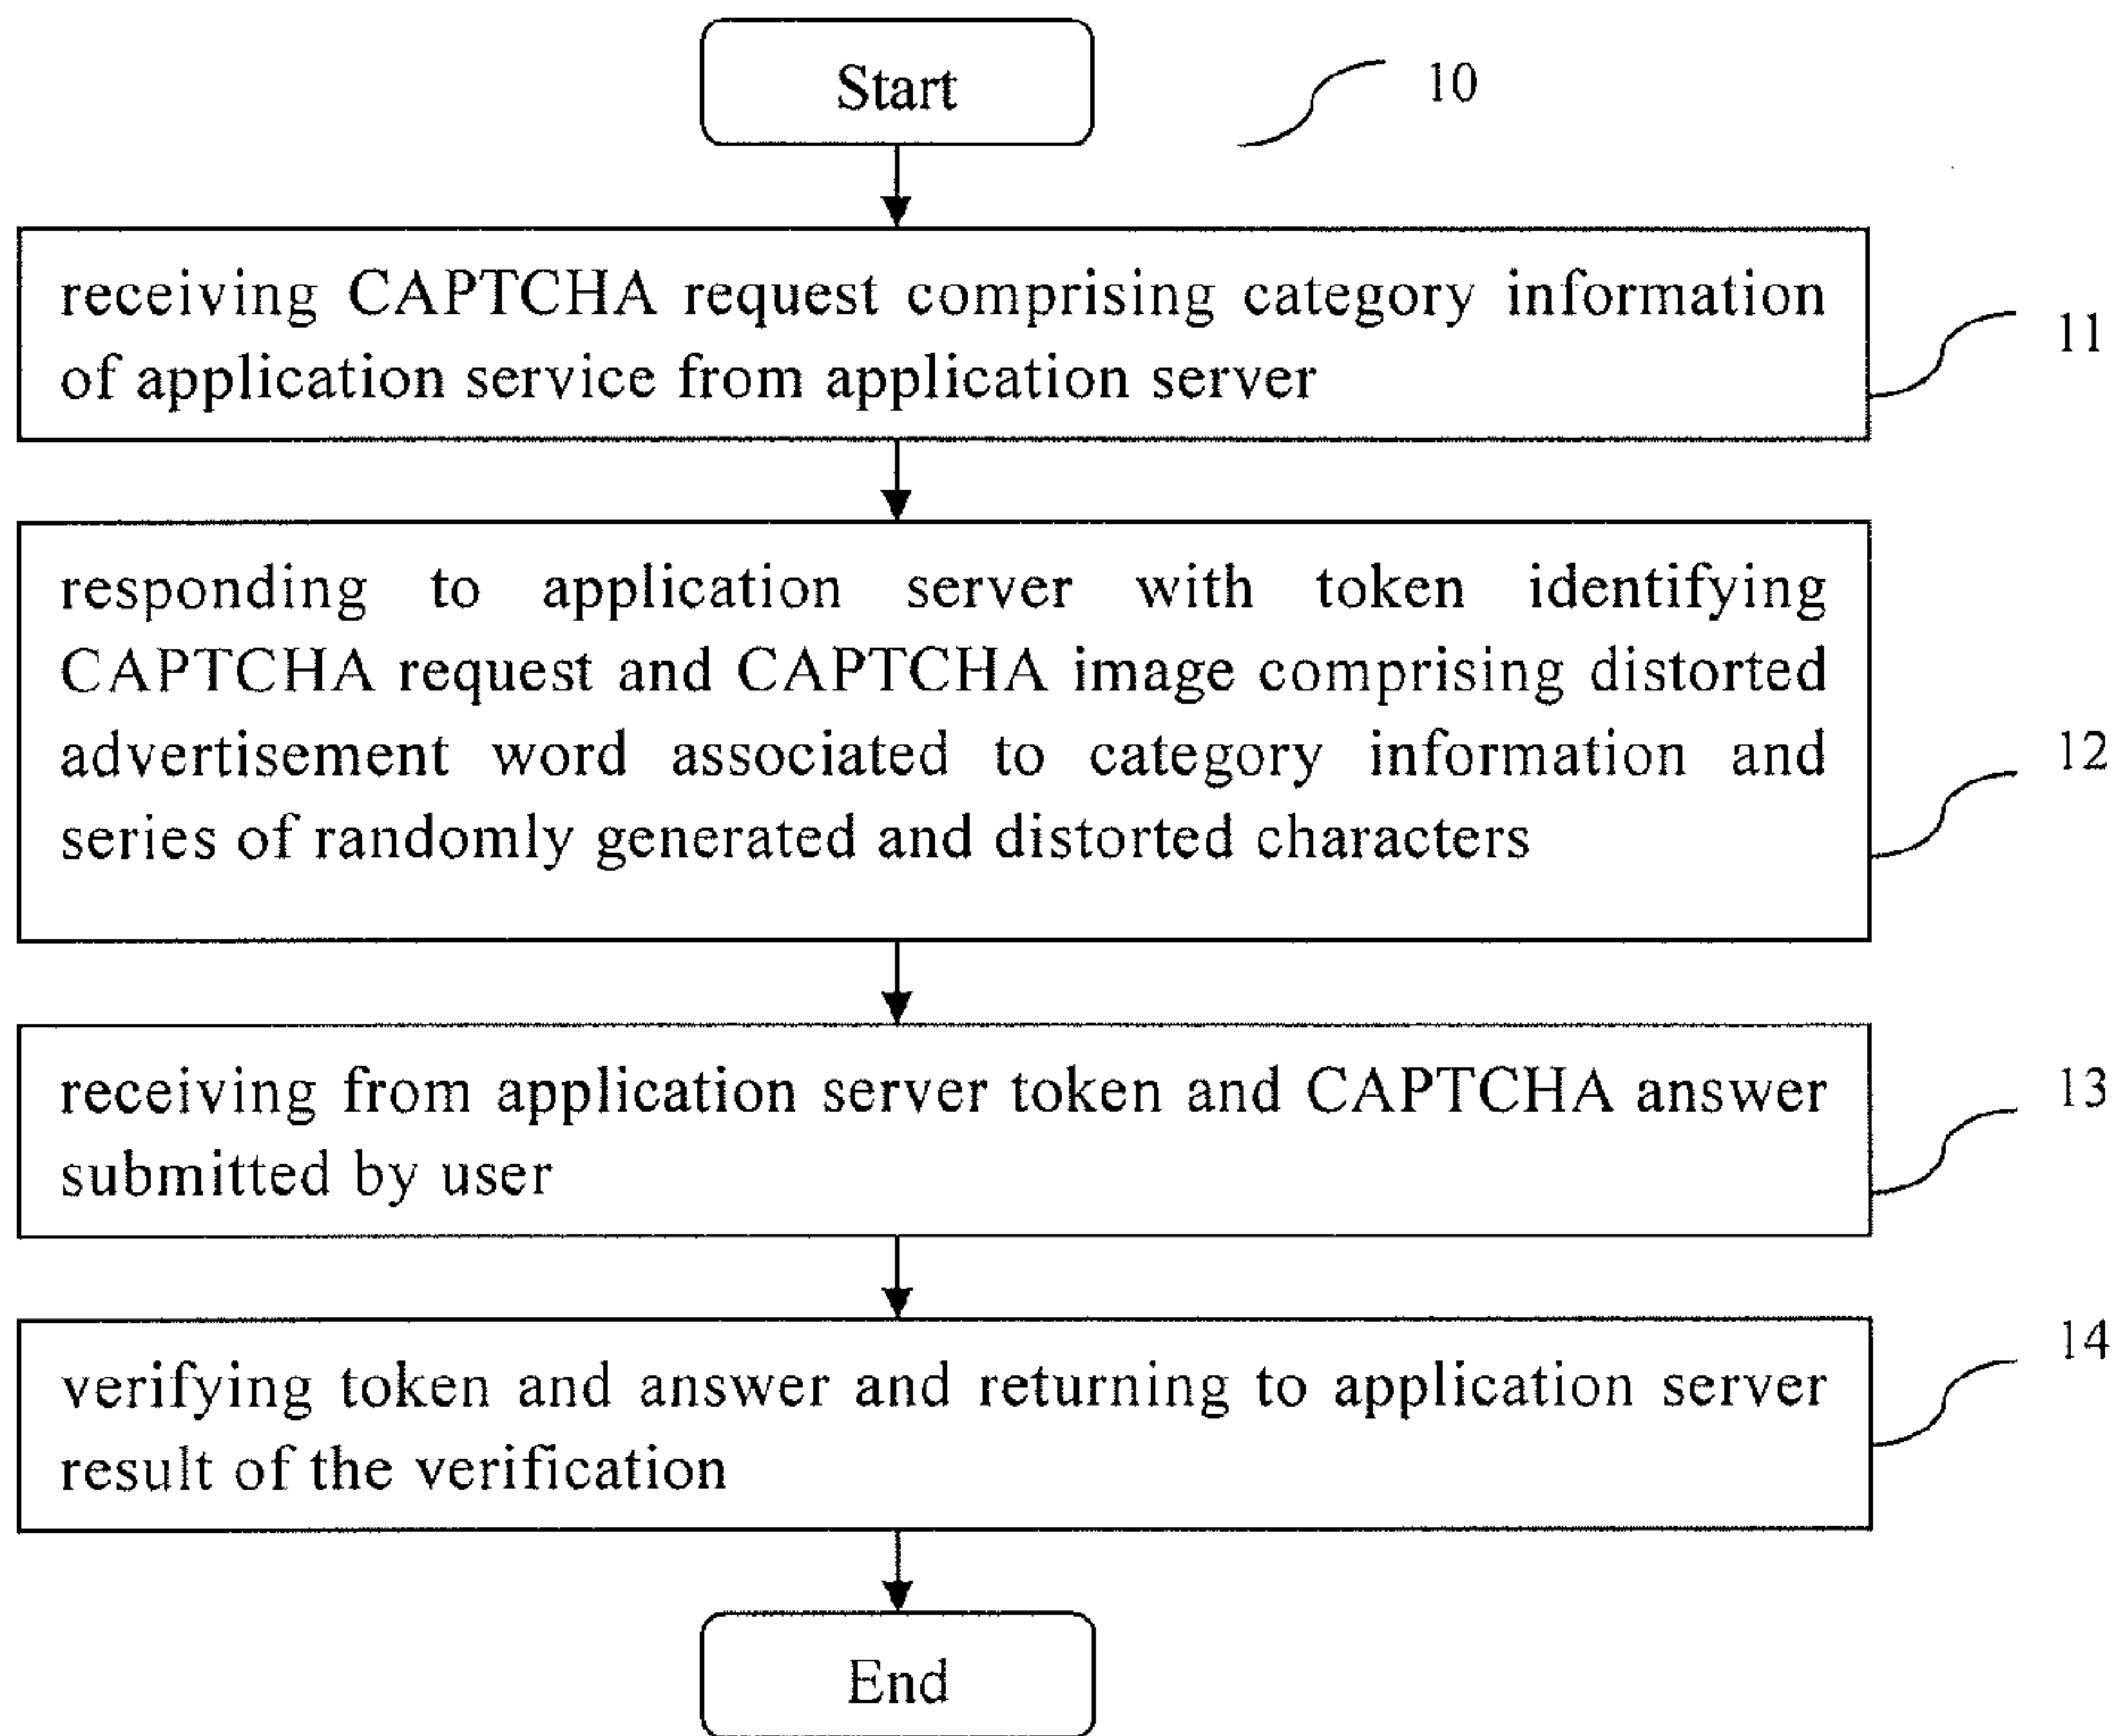 Start
10
receiving CAPTCHA request comprising category information
of application service from application server
11
responding to application server with token identifying
CAPTCHA request and CAPTCHA image comprising distorted
advertisement word associated to category information and
series of randomly generated and distorted characters
12
receiving from application server token and CAPTCHA answer
submitted by user
13
verifying token and answer and returning to application server
result of the verification
14
End